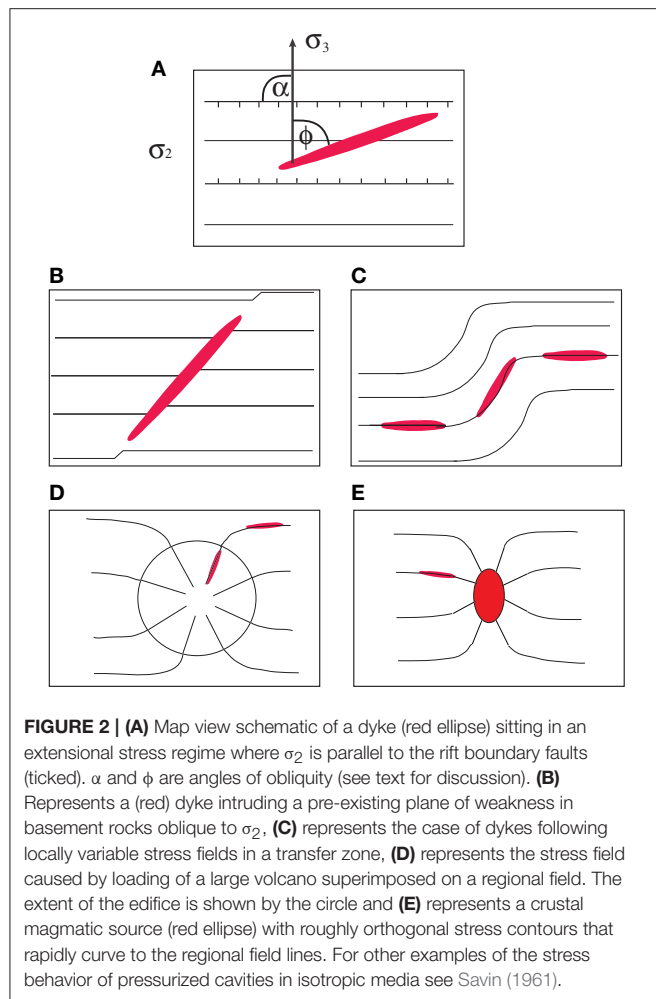 σ3
A
α
ϕ
σ2
B
C
D
E
FIGURE 2 | (A) Map view schematic of a dyke (red ellipse) sitting in an
extensional stress regime where σ2 is parallel to the rift boundary faults
(ticked). α and ϕ are angles of obliquity (see text for discussion). (B)
Represents a (red) dyke intruding a pre-existing plane of weakness in
basement rocks oblique to σ2, (C) represents the case of dykes following
locally variable stress fields in a transfer zone, (D) represents the stress field
caused by loading of a large volcano superimposed on a regional field. The
extent of the edifice is shown by the circle and (E) represents a crustal
magmatic source (red ellipse) with roughly orthogonal stress contours that
rapidly curve to the regional field lines. For other examples of the stress
behavior of pressurized cavities in isotropic media see Savin (1961).